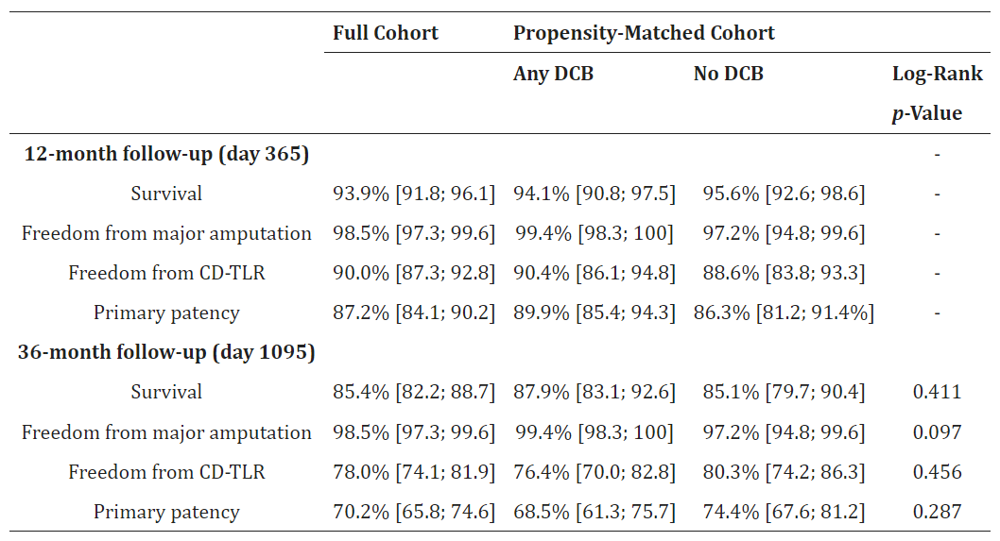 Full Cohort Propensity-Matched Cohort
Any DCB No DCB Log-Rank
p-Value
12-month follow-up (day 365) -
Survival 93.9% [91.8; 96.1] 94.1% [90.8; 97.5] 95.6% [92.6; 98.6] -
Freedom from major amputation 98.5% [97.3; 99.6] 99.4% [98.3; 100] 97.2% [94.8; 99.6] -
Freedom from CD-TLR 90.0% [87.3; 92.8] 90.4% [86.1; 94.8] 88.6% [83.8; 93.3] -
Primary patency 87.2% [84.1; 90.2] 89.9% [85.4; 94.3] 86.3% [81.2; 91.4%] -
36-month follow-up (day 1095)
Survival 85.4% [82.2; 88.7] 87.9% [83.1; 92.6] 85.1% [79.7; 90.4] 0.411
Freedom from major amputation 98.5% [97.3; 99.6] 99.4% [98.3; 100] 97.2% [94.8; 99.6] 0.097
Freedom from CD-TLR 78.0% [74.1; 81.9] 76.4% [70.0; 82.8] 80.3% [74.2; 86.3] 0.456
Primary patency 70.2% [65.8; 74.6] 68.5% [61.3; 75.7] 74.4% [67.6; 81.2] 0.287